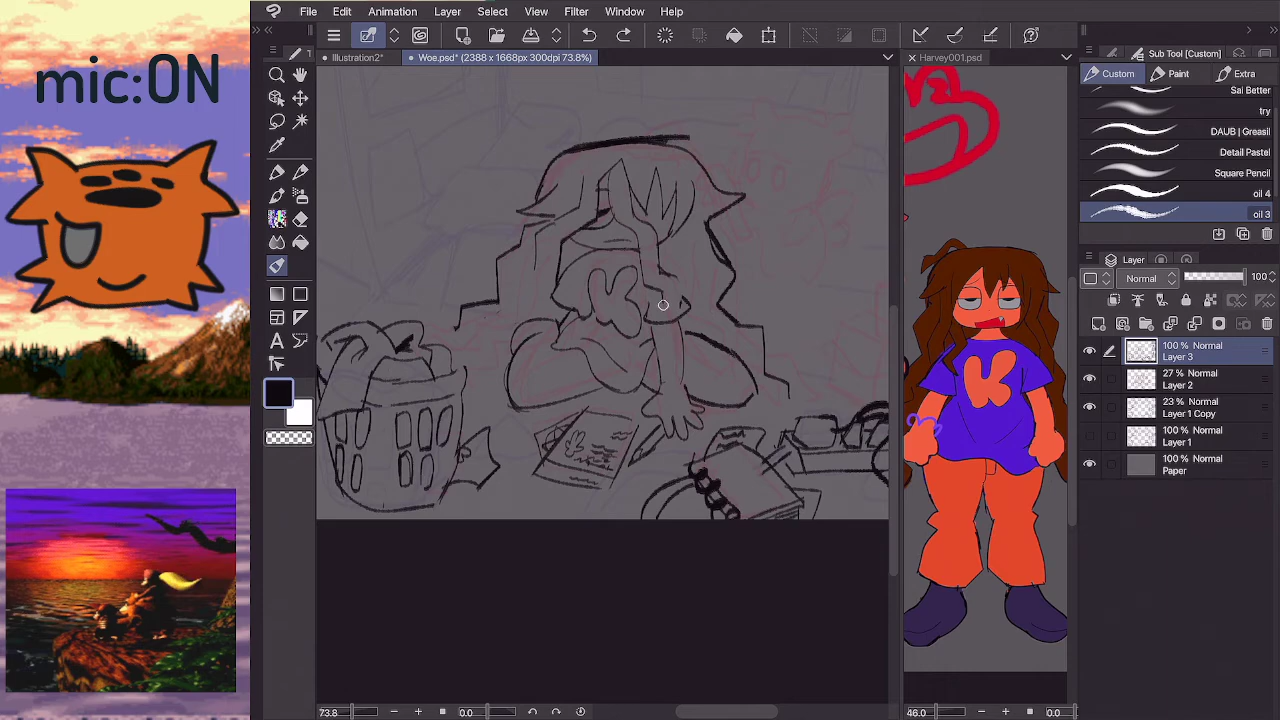 mic:ON
File Edit Animation Layer Select View Filter Window Help
1
Illustration2*
Woe.psd* (2388 x 1668px 300dpi 73.8%)
Harvey001.psd
Sub Tool[Custom]
Custom Paint Extra
Sai Better
try
DAUB | Greasl
Detail Pastel
Square Pencil
oil 4
oil 3
Layer
Normal 100
100 % Normal
Layer 3
27 % Normal
Layer 2
23 % Normal
Layer 1 Copy
100 % Normal
Layer 1
100 % Normal
Paper
K
K
73.8 0.0
46.0 0.0